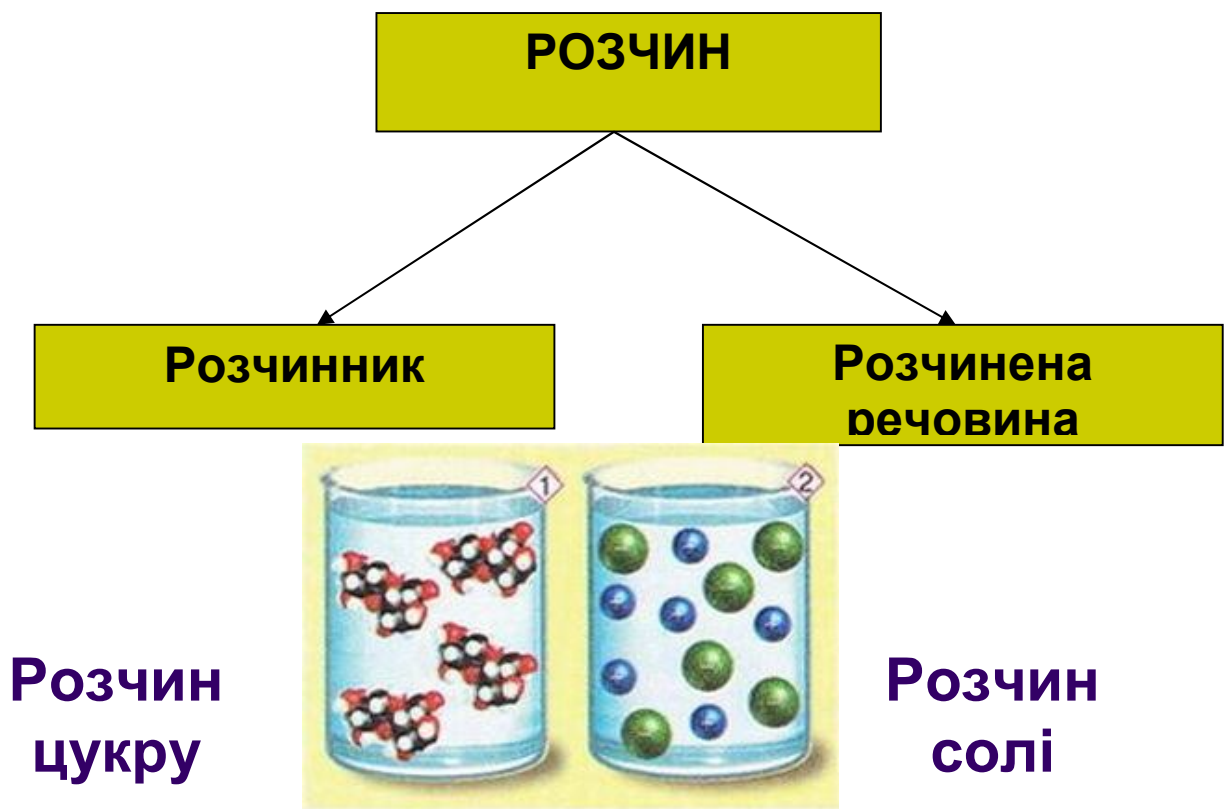 РОЗЧИН
Розчинник
Розчинена
речовина
1
2
Розчин
цукру
Розчин
солі